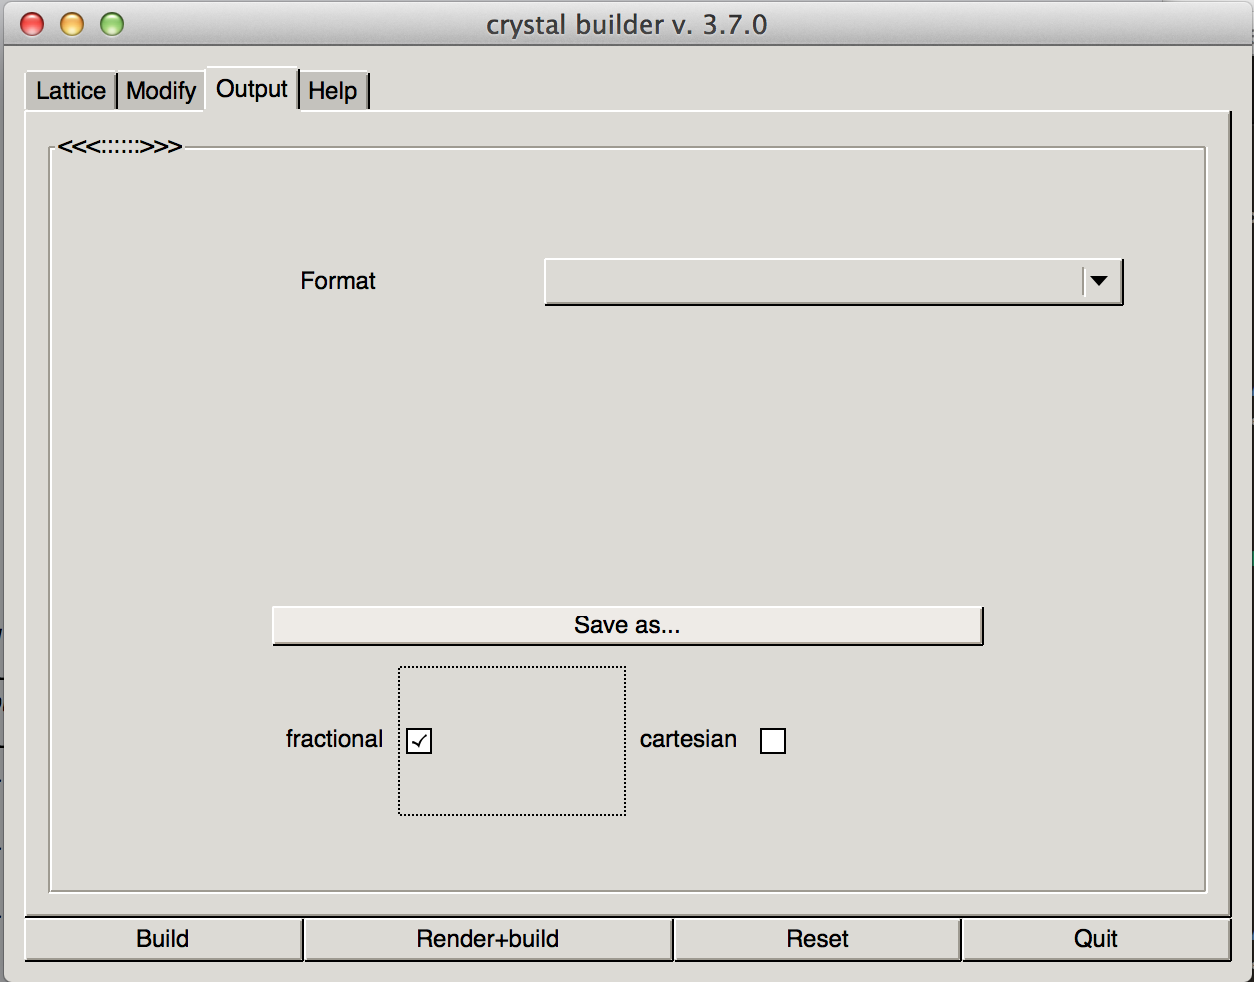 crystal builder v. 3.7.0
Lattice Modify Output Help
<<<::::::>>>
Format
Save as...
fractional cartesian
Build Render+build Reset Quit